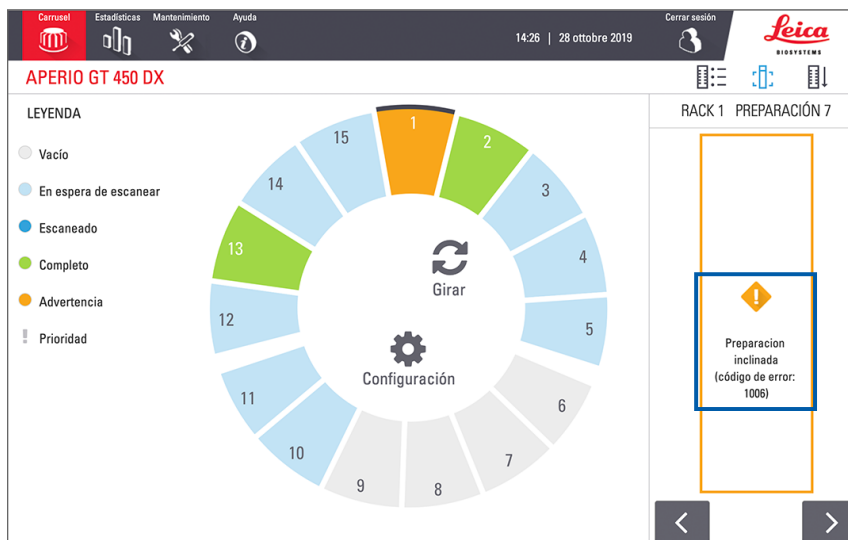 Carrusel
Estadísticas
Mantenimiento
Ayuda
14:26 | 28 ottobre 2019
Cerrar sesión
Leica
BIOSYSTEMS
APERIO GT 450 DX
LEYENDA
Vacío
En espera de escanear
Escaneado
Completo
Advertencia
Prioridad
1
2
3
4
5
6
7
8
9
10
11
12
13
14
15
Girar
Configuración
RACK 1 PREPARACIÓN 7
Preparacion
inclinada
(código de error:
1006)